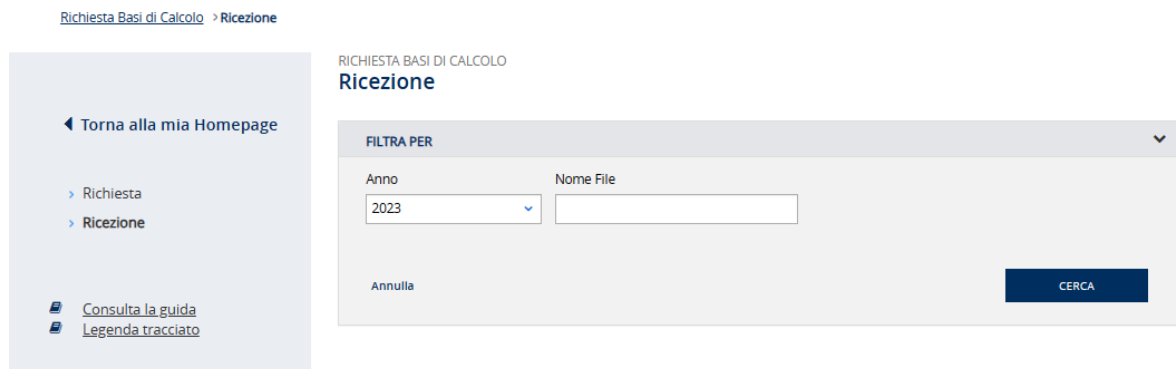 Richiesta Basi di Calcolo > Ricezione
RICHIESTA BASI DI CALCOLO
Ricezione
Torna alla mia Homepage
Richiesta
Ricezione
Consulta la guida
Legenda tracciato
FILTRA PER
Anno Nome File
2023
Annulla CERCA